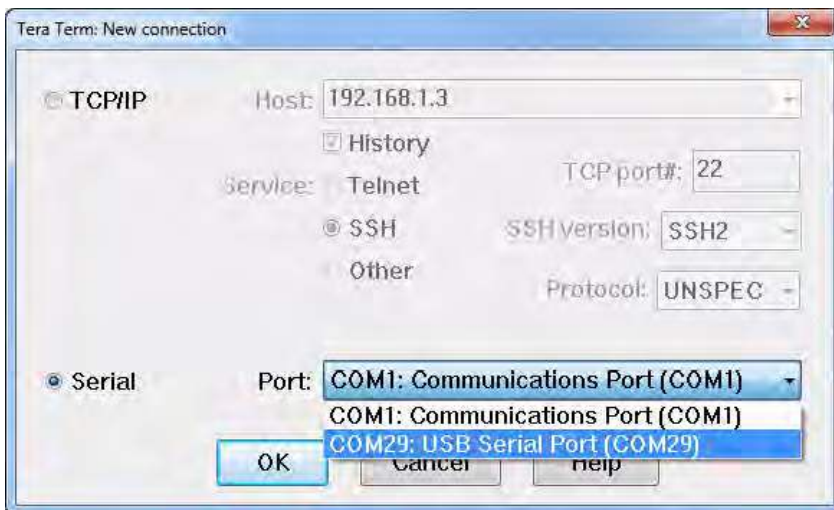 Tera Term: New connection
TCP/IP Host: 192.168.1.3
History
Service: Telnet TCP port#: 22
SSH SSH version: SSH2
Other Protocol: UNSPEC
Serial Port: COM1: Communications Port (COM1)
COM1: Communications Port (COM1)
COM29: USB Serial Port (COM29)
OK Cancel Help